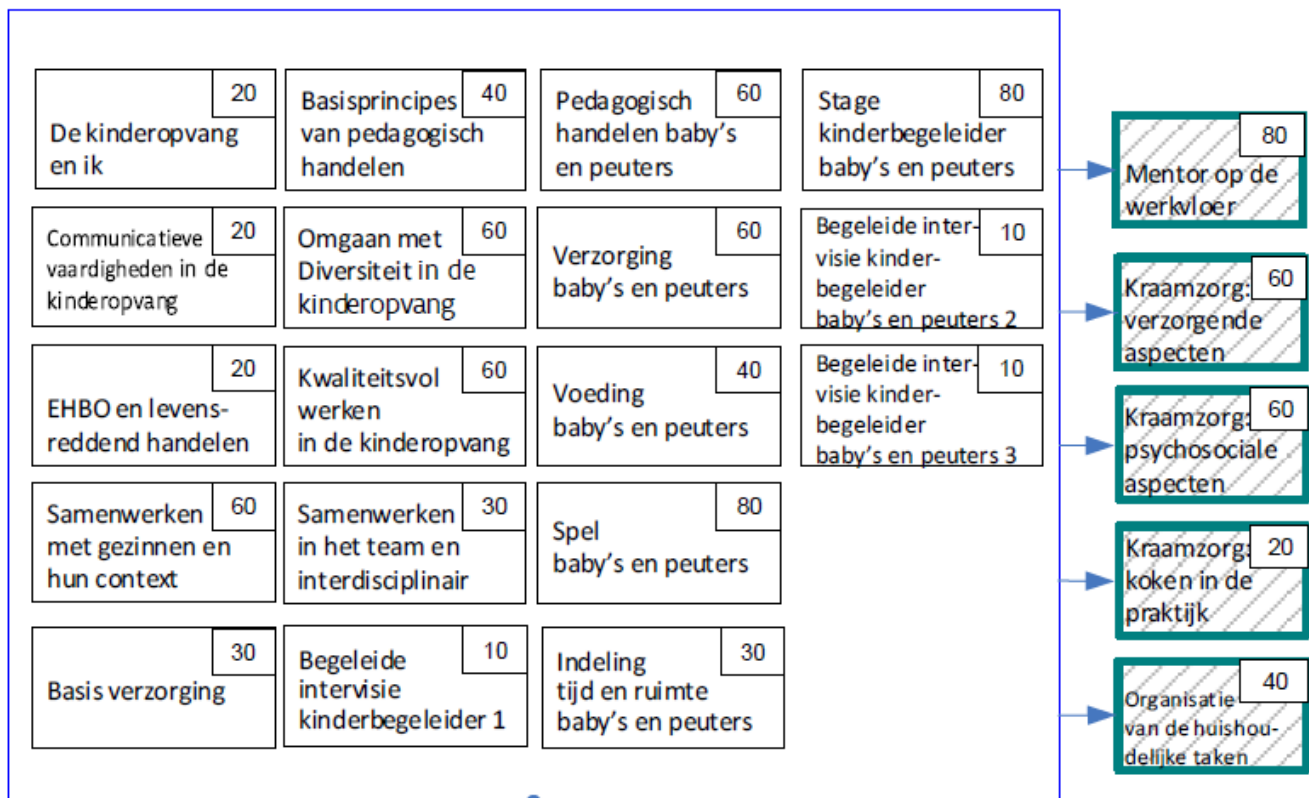 20
De kinderopvang
en ik
40
Basisprincipes
van pedagogisch
handelen
60
Pedagogisch
handelen baby's
en peuters
80
Stage
kinderbegeleider
baby's en peuters
80
Mentor op de
werkvloer
20
Communicatieve
vaardigheden in de
kinderopvang
60
Omgaan met
Diversiteit in de
kinderopvang
60
Verzorging
baby's en peuters
10
Begeleide inter-
visie kinder-
begeleider
baby's en peuters 2
60
Kraamzorg:
verzorgende
aspecten
20
EHBO en levens-
reddend handelen
60
Kwaliteitsvol
werken
in de kinderopvang
40
Voeding
baby's en peuters
10
Begeleide inter-
visie kinder-
begeleider
baby's en peuters 3
60
Kraamzorg:
psychosociale
aspecten
60
Samenwerken
met gezinnen en
hun context
30
Samenwerken
in het team en
interdisciplinair
80
Spel
baby's en peuters
20
Kraamzorg:
koken in de
praktijk
30
Basis verzorging
10
Begeleide
intervisie
kinderbegeleider 1
30
Indeling
tijd en ruimte
baby's en peuters
40
Organisatie
van de huishou-
delijke taken